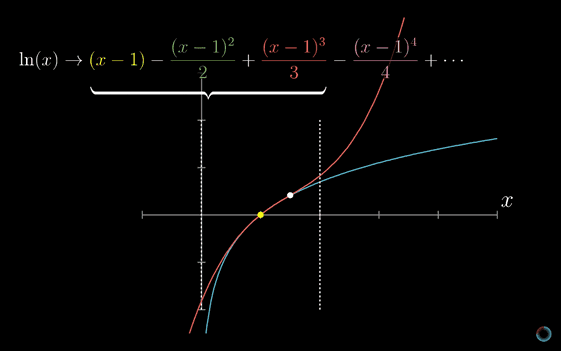 ln(x) → (x − 1) − (x − 1)²/2 + (x − 1)³/3 − (x − 1)⁴/4 + ⋯
x